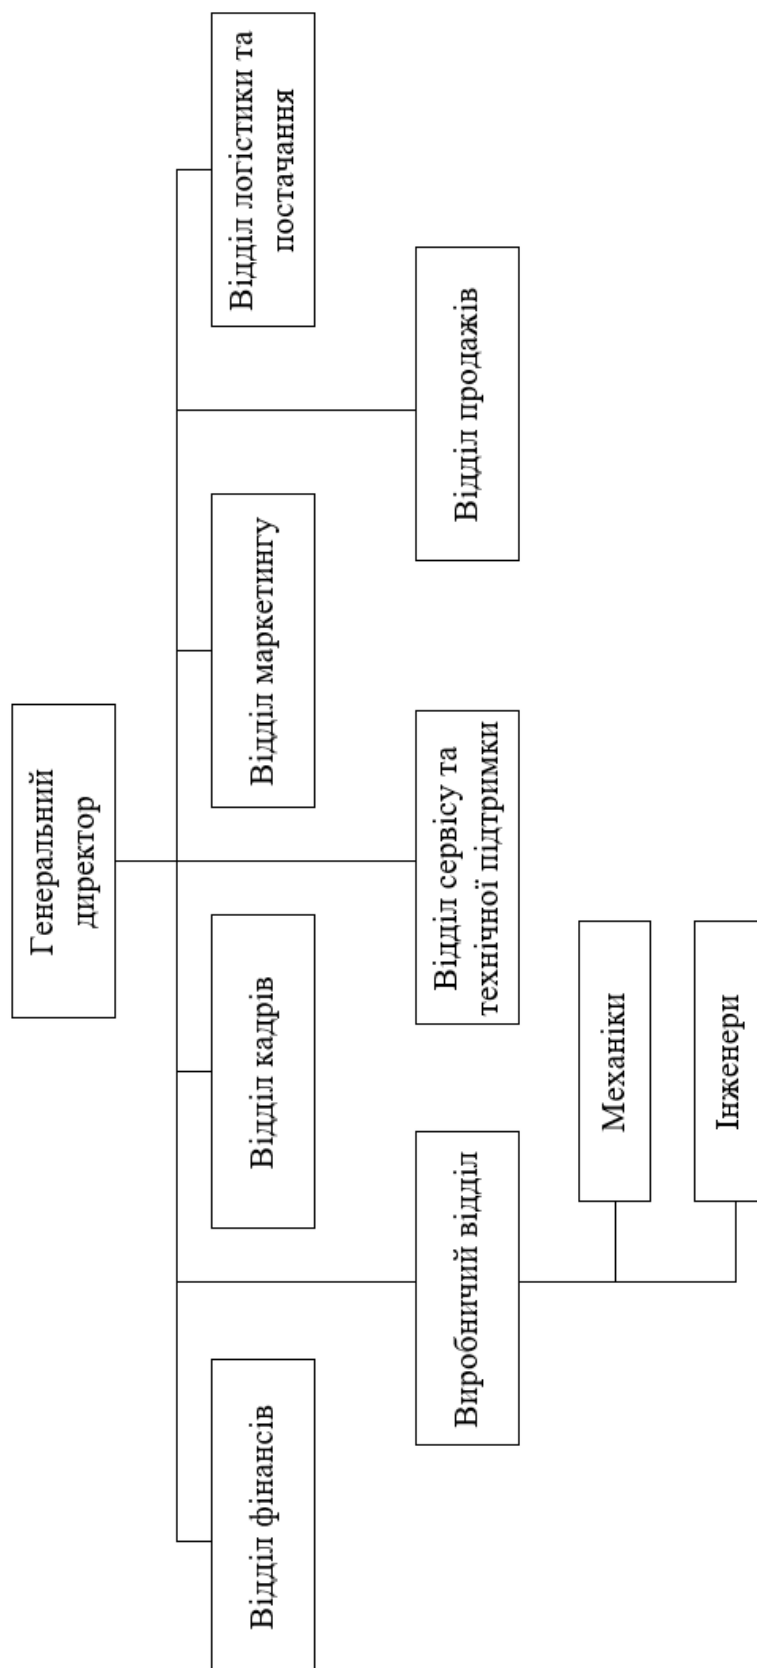 Генеральний
директор
Відділ фінансів
Відділ кадрів
Відділ маркетингу
Відділ логістики та
постачання
Виробничий відділ
Відділ сервісу та
технічної підтримки
Відділ продажів
Механіки
Інженери